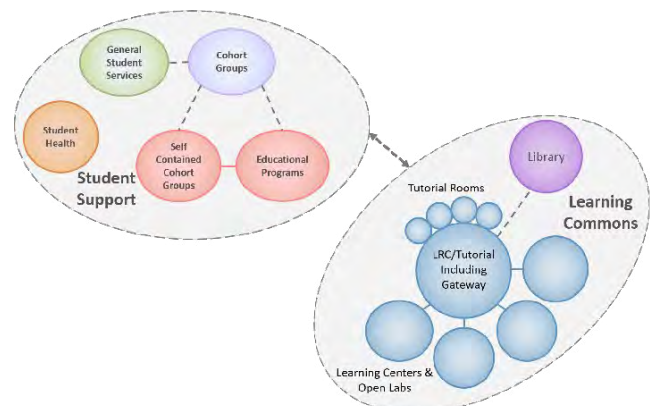 General
Student
Services
Cohort
Groups
Student
Health
Self
Contained
Cohort
Groups
Educational
Programs
Student
Support
Library
Tutorial Rooms
Learning
Commons
LRC/Tutorial
Including
Gateway
Learning Centers &
Open Labs